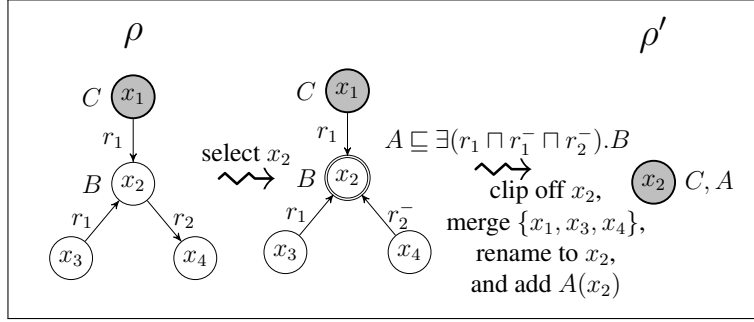 ρ
ρ′
C x₁
r₁
B x₂
r₁ r₂
x₃ x₄
select x₂
C x₁
r₁
B x₂
r₁ r₂⁻
x₃ x₄
A ⊑ ∃(r₁ ⊓ r₁⁻ ⊓ r₂⁻).B
clip off x₂,
merge {x₁, x₃, x₄},
rename to x₂,
and add A(x₂)
x₂ C, A